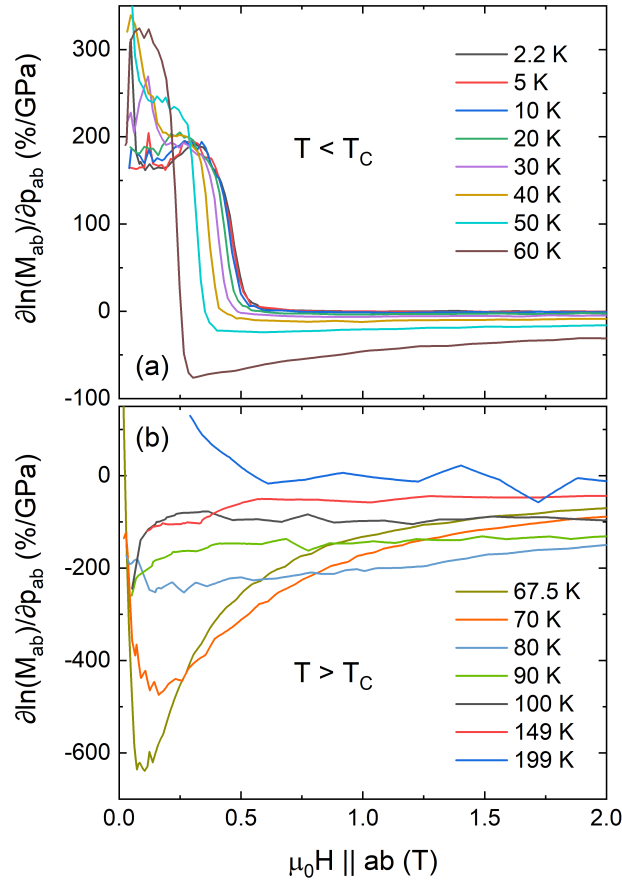 300
200
100
0
-100
∂ln(M_ab)/∂p_ab (%/GPa)
2.2 K
5 K
10 K
20 K
30 K
40 K
50 K
60 K
T < T_C
(a)
(b)
0
-200
-400
-600
∂ln(M_ab)/∂p_ab (%/GPa)
67.5 K
70 K
80 K
90 K
100 K
149 K
199 K
T > T_C
0.0 0.5 1.0 1.5 2.0
μ₀H || ab (T)